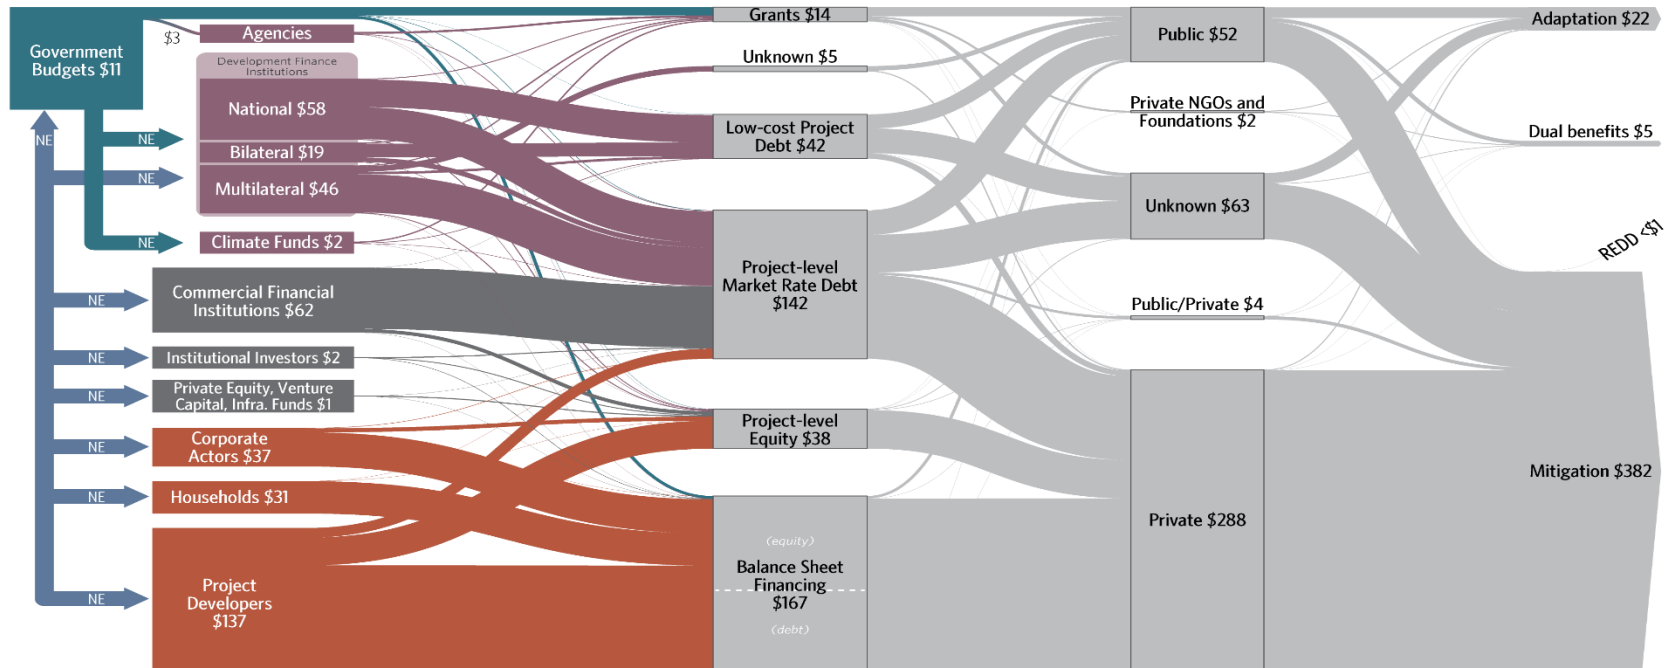 Government
Budgets $11
$3
Agencies
Development Finance
Institutions
National $58
Bilateral $19
Multilateral $46
Climate Funds $2
NE
NE
NE
NE
Commercial Financial
Institutions $62
NE
Institutional Investors $2
NE
Private Equity, Venture
Capital, Infra. Funds $1
NE
Corporate
Actors $37
NE
Households $31
NE
Project
Developers
$137
NE
Grants $14
Unknown $5
Low-cost Project
Debt $42
Project-level
Market Rate Debt
$142
Project-level
Equity $38
(equity)
Balance Sheet
Financing
$167
(debt)
Public $52
Private NGOs and
Foundations $2
Unknown $63
Public/Private $4
Private $288
Adaptation $22
Dual benefits $5
REDD <$1
Mitigation $382